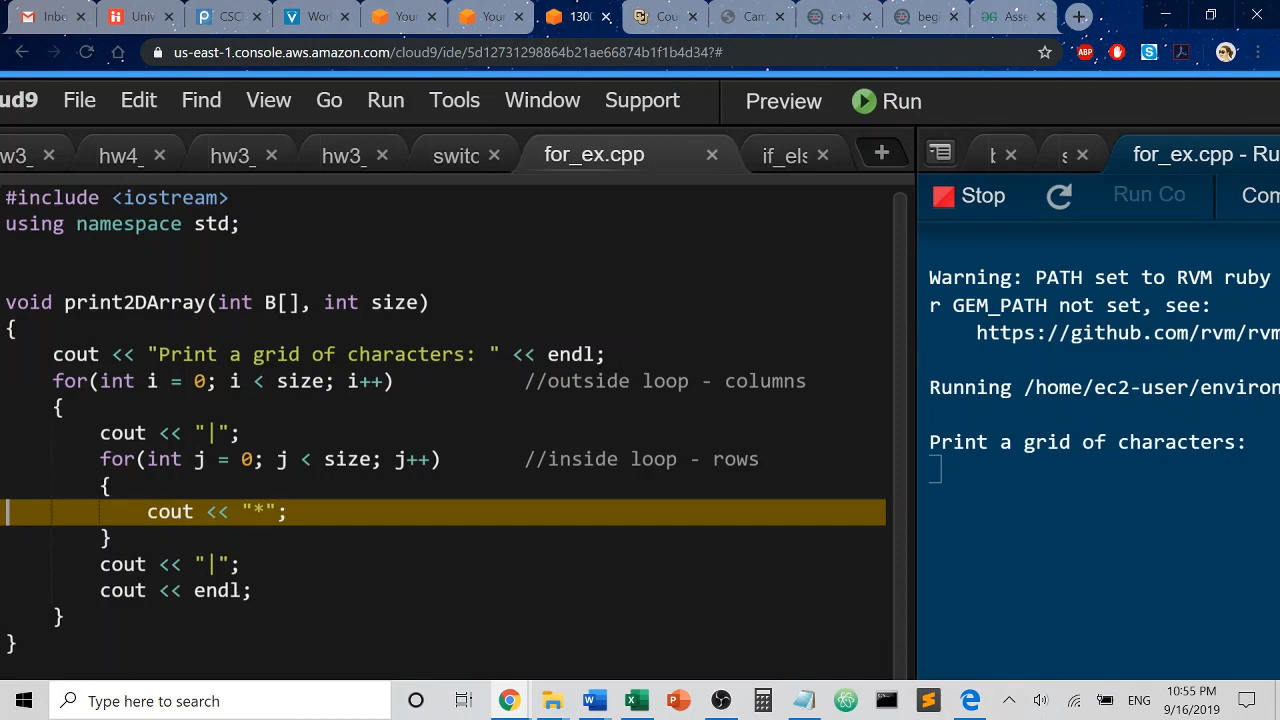 Inb
Univ
CSC
Worl
Your
Your
130
Cou
Can
c++
beg
Asse
us-east-1.console.aws.amazon.com/cloud9/ide/5d12731298864b21ae66874b1f1b4d34?#
ud9 File Edit Find View Go Run Tools Window Support Preview Run
w3_ hw4_ hw3_ hw3_ switc for_ex.cpp if_els for_ex.cpp - Ru
Stop Run Co Com
#include <iostream>
using namespace std;
void print2DArray(int B[], int size)
{
cout << "Print a grid of characters: " << endl;
for(int i = 0; i < size; i++) //outside loop - columns
{
cout << "|";
for(int j = 0; j < size; j++) //inside loop - rows
{
cout << "*";
}
cout << "|";
cout << endl;
}
}
Warning: PATH set to RVM ruby
r GEM_PATH not set, see:
https://github.com/rvm/rvm
Running /home/ec2-user/environ
Print a grid of characters:
Type here to search
ENG
10:55 PM
9/16/2019